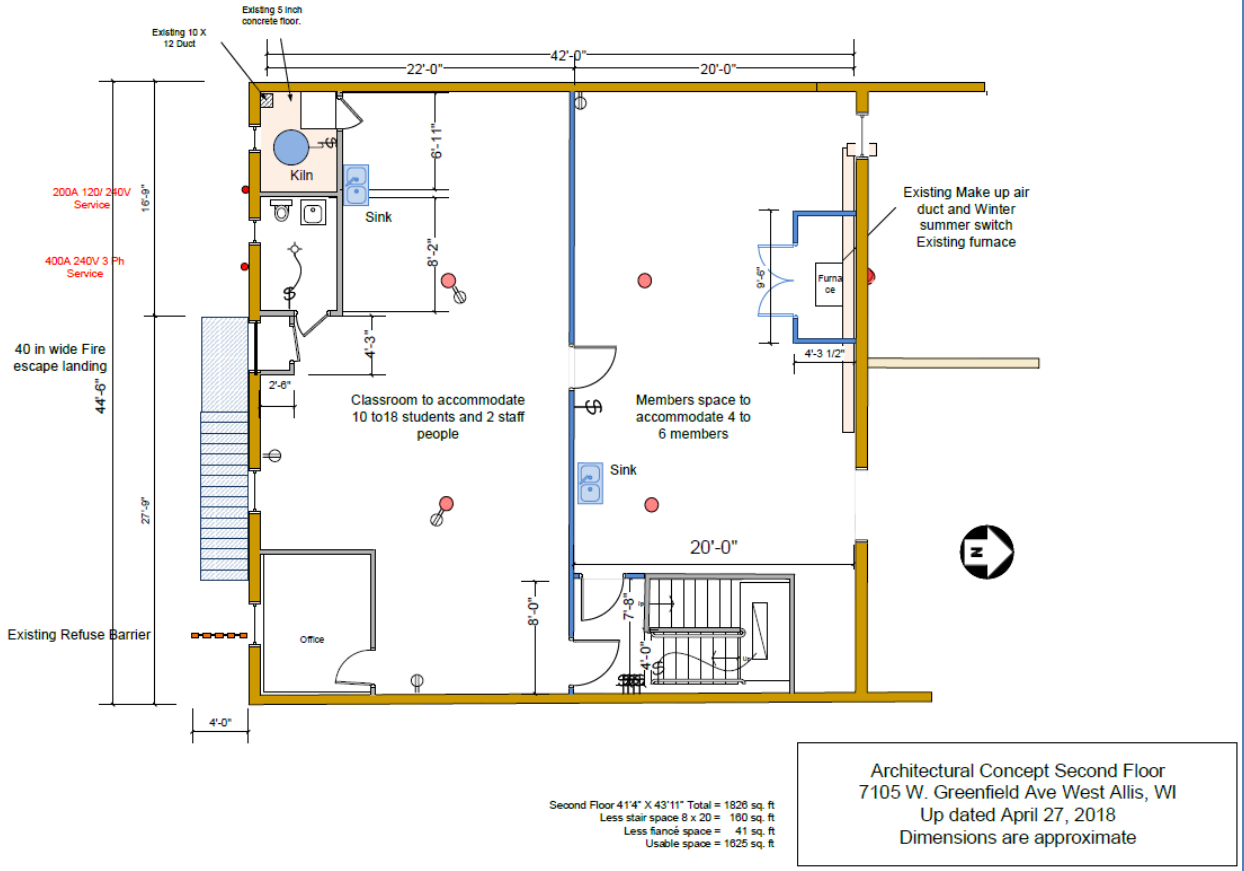 Existing 5 inch
concrete floor.
Existing 10 X
12 Duct
42'-0"
22'-0"
20'-0"
6'-11"
Kiln
200A 120/ 240V
Service
16'-9"
Sink
Existing Make up air
duct and Winter
summer switch
Existing furnace
8'-2"
400A 240V 3 Ph
Service
9'-6"
Furna
ce
40 in wide Fire
escape landing
4'-3"
4'-3 1/2"
2'-6"
44'-6"
Classroom to accommodate
10 to18 students and 2 staff
people
Members space to
accommodate 4 to
6 members
Sink
27'-9"
20'-0"
N
8'-0"
7'-8"
Up
Existing Refuse Barrier
Office
4'-0"
Up
4'-0"
Architectural Concept Second Floor
7105 W. Greenfield Ave West Allis, WI
Up dated April 27, 2018
Dimensions are approximate
Second Floor 41'4" X 43'11" Total = 1826 sq. ft
Less stair space 8 x 20 = 160 sq. ft
Less fiancé space = 41 sq. ft
Usable space = 1625 sq. ft